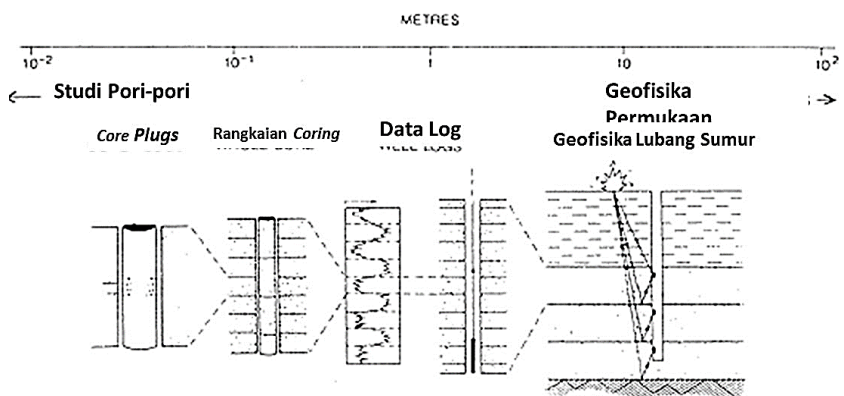 METRES
10⁻² 10⁻¹ 1 10 10²
Studi Pori-pori
Geofisika
Permukaan
Core Plugs
Rangkaian Coring
Data Log
Geofisika Lubang Sumur